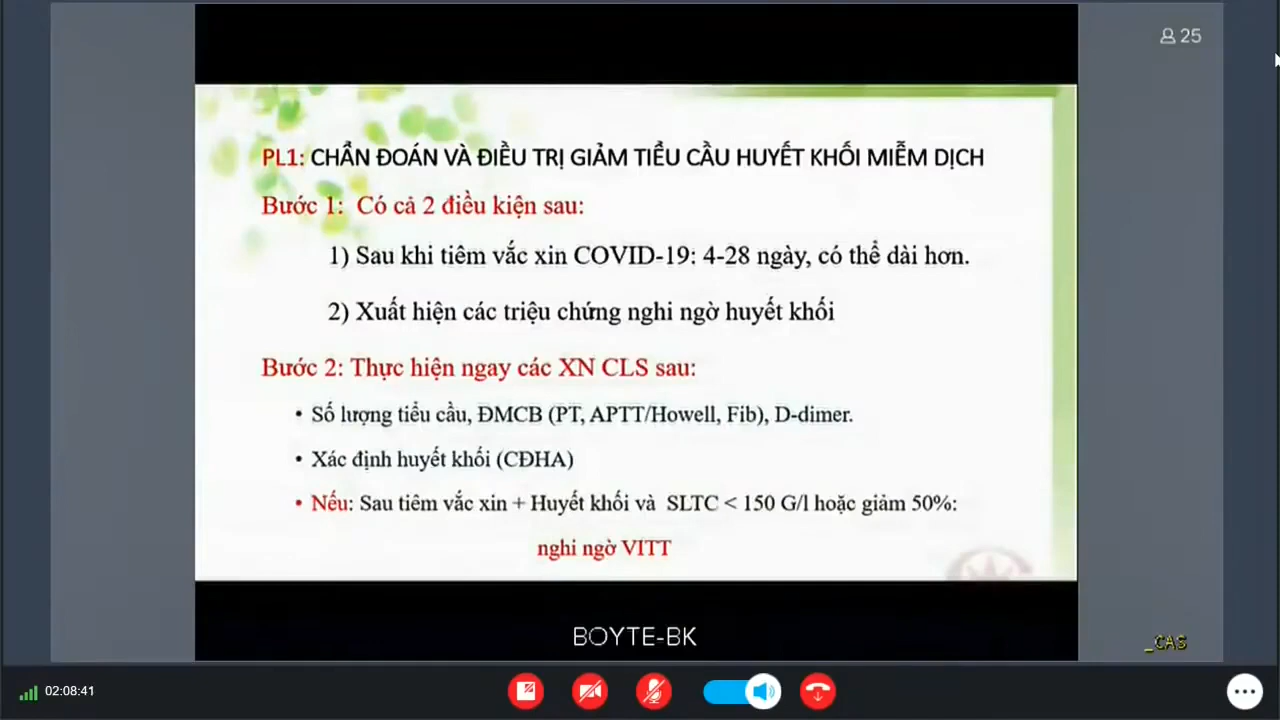 25
PL1: CHẨN ĐOÁN VÀ ĐIỀU TRỊ GIẢM TIỂU CẦU HUYẾT KHỐI MIỄM DỊCH
Bước 1: Có cả 2 điều kiện sau:
1) Sau khi tiêm vắc xin COVID-19: 4-28 ngày, có thể dài hơn.
2) Xuất hiện các triệu chứng nghi ngờ huyết khối
Bước 2: Thực hiện ngay các XN CLS sau:
• Số lượng tiểu cầu, ĐMCB (PT, APTT/Howell, Fib), D-dimer.
• Xác định huyết khối (CĐHA)
• Nếu: Sau tiêm vắc xin + Huyết khối và SLTC < 150 G/l hoặc giảm 50%:
nghi ngờ VITT
BOYTE-BK
_CAS
02:08:41